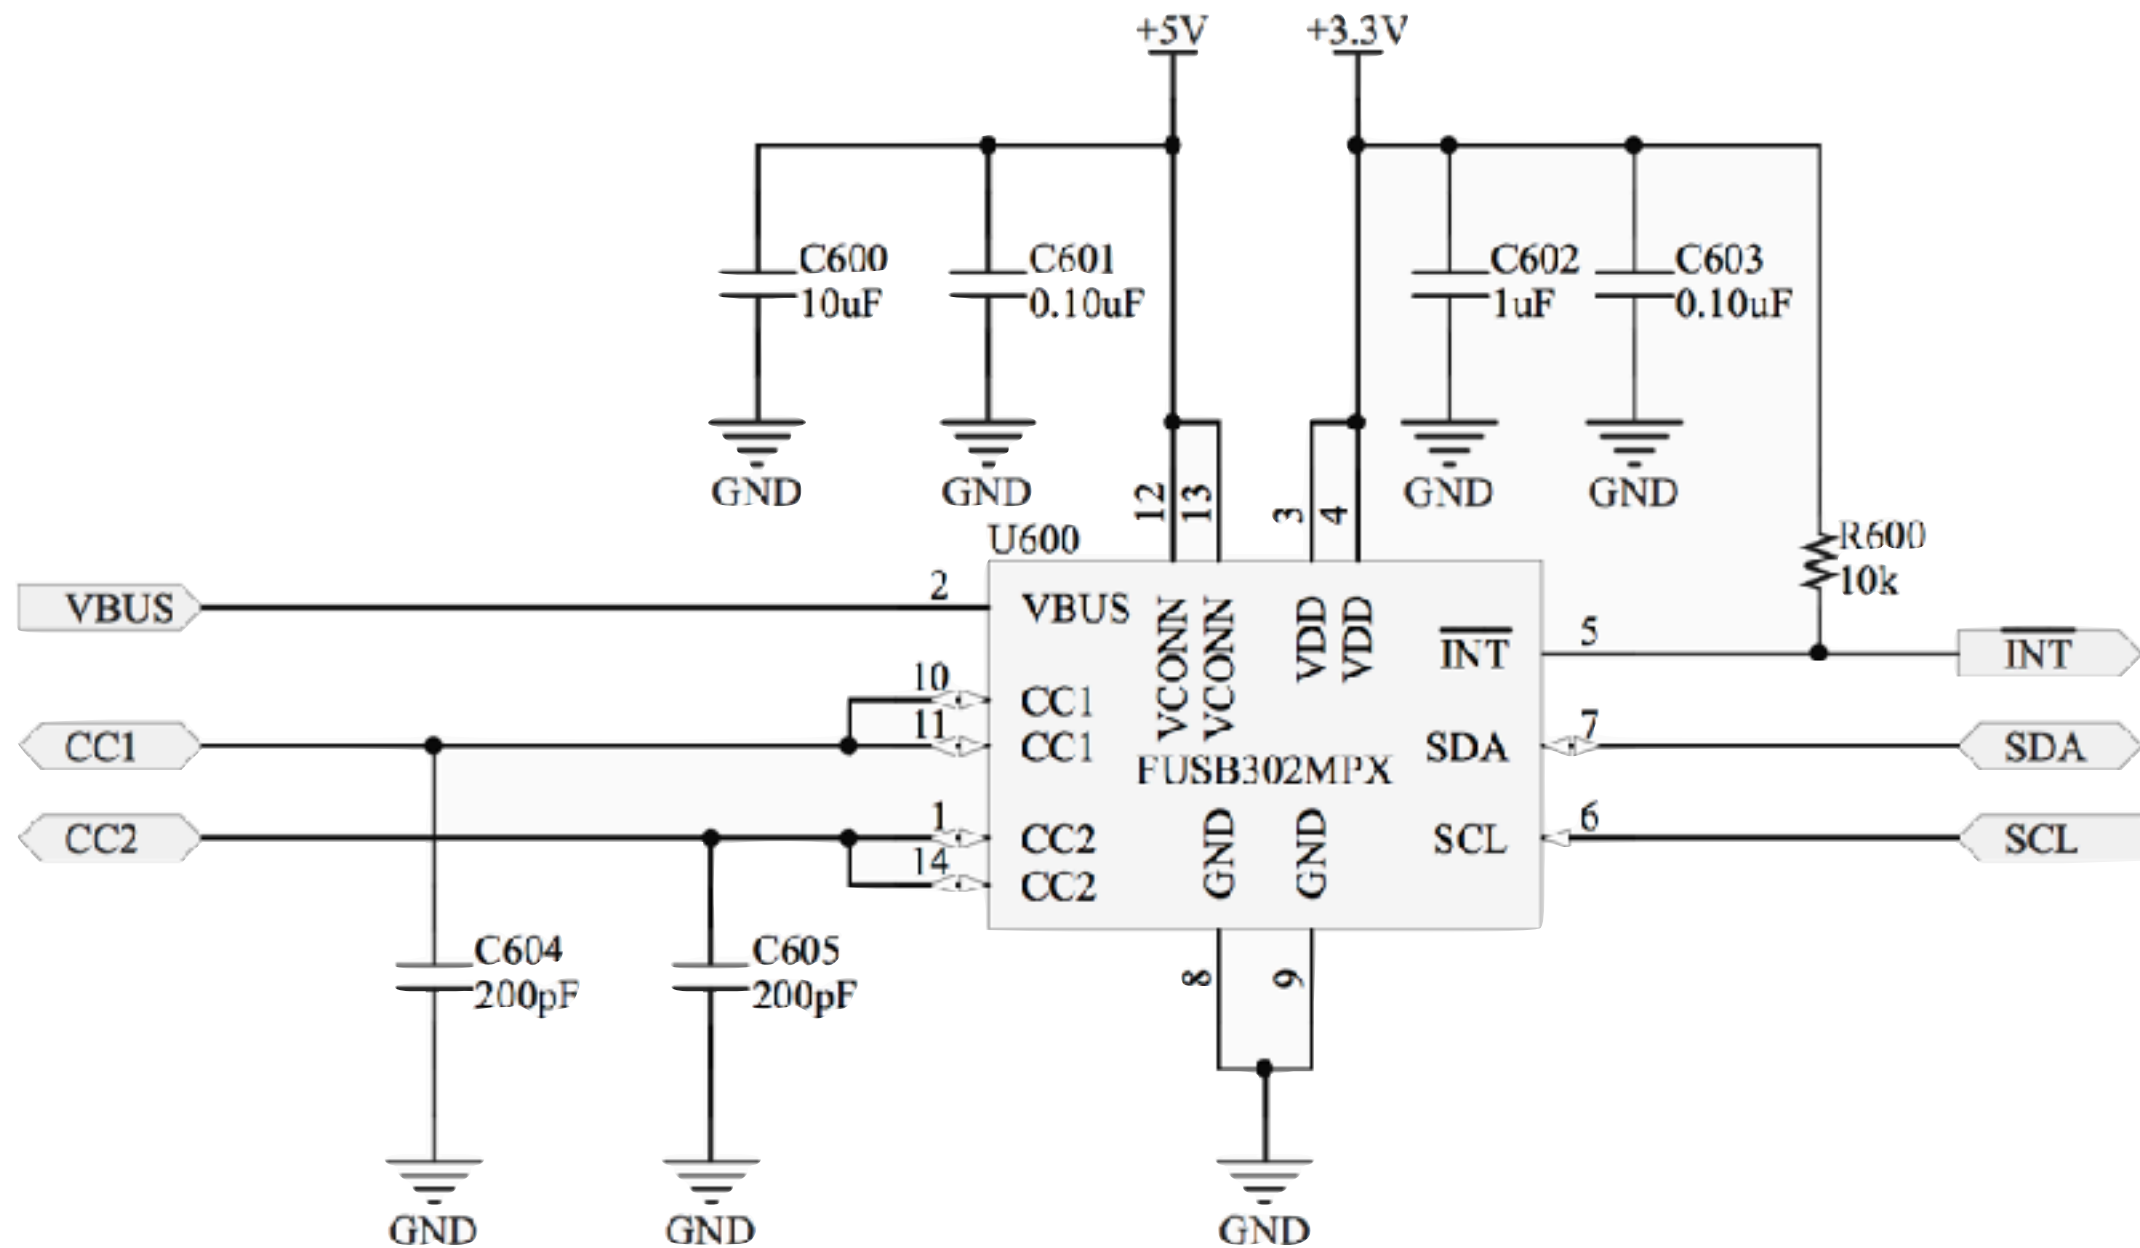 +5V
+3.3V
C600
10uF
C601
0.10uF
C602
1uF
C603
0.10uF
GND
GND
GND
GND
12
13
3
4
U600
R600
10k
VBUS
2
VBUS
VCONN
VCONN
VDD
VDD
INT
5
INT
10
CC1
CC1
11
CC1
FUSB302MPX
SDA
7
SDA
CC2
1
CC2
14
CC2
GND
GND
SCL
6
SCL
C604
200pF
C605
200pF
8
9
GND
GND
GND